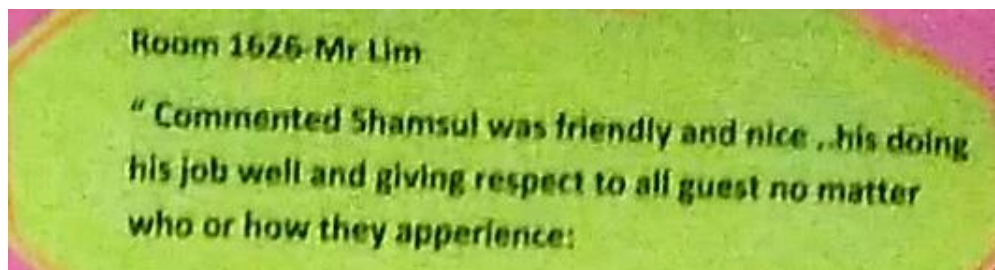 Room 1626 Mr Lim
“ Commented Shamsul was friendly and nice ..his doing
his job well and giving respect to all guest no matter
who or how they apperience: